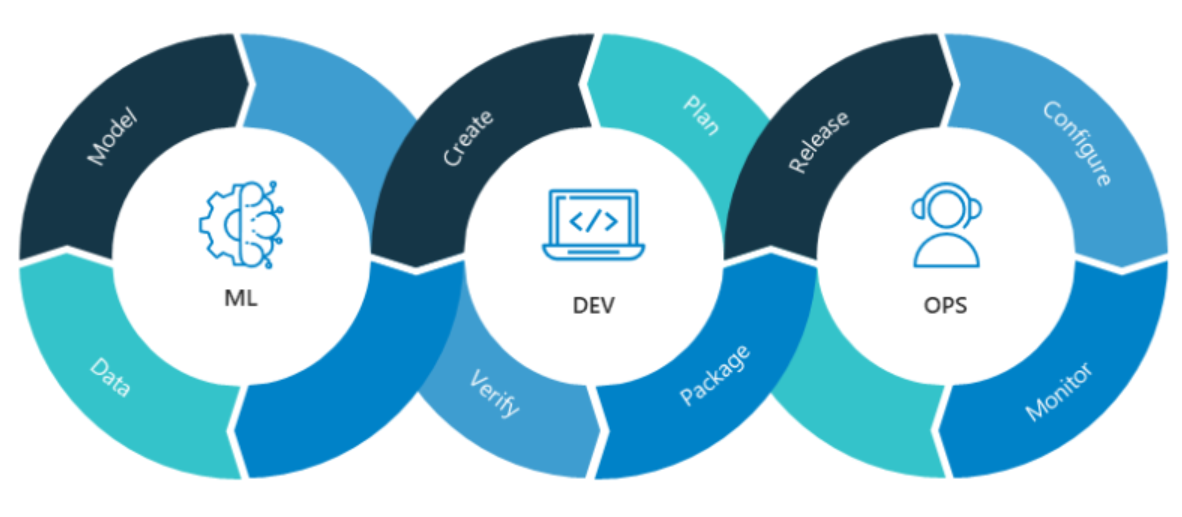 Model
Data
ML
Create
Plan
Verify
Package
</>
DEV
Release
Configure
Monitor
OPS